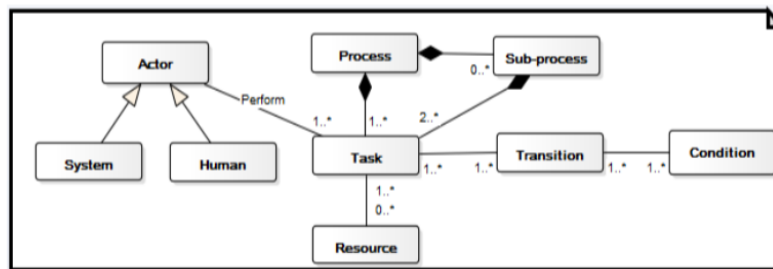 Process
Sub-process
Actor
0..*
Perform
1..*
1..*
2..*
System
Human
Task
Transition
Condition
1..*
1..*
1..*
1..*
1..*
0..*
Resource